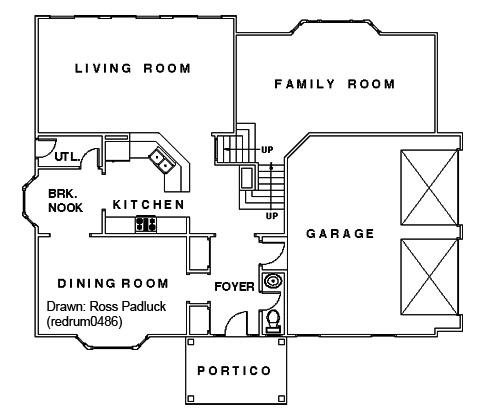 LIVING ROOM
FAMILY ROOM
UTL.
UP
BRK.
NOOK
KITCHEN
UP
GARAGE
DINING ROOM
FOYER
Drawn: Ross Padluck
(redrum0486)
PORTICO